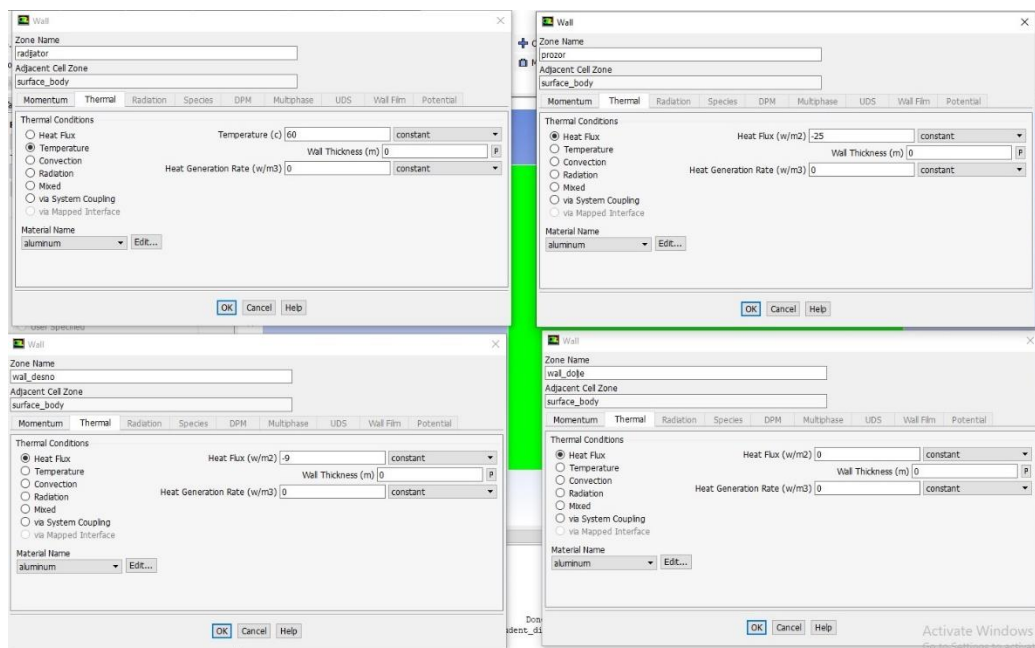 Wall
Zone Name
radijator
Adjacent Cell Zone
surface_body
Momentum Thermal Radiation Species DPM Multiphase UDS Wall Film Potential
Thermal Conditions
Heat Flux
Temperature
Convection
Radiation
Mixed
via System Coupling
via Mapped Interface
Temperature (c) 60 constant
Wall Thickness (m) 0 P
Heat Generation Rate (w/m3) 0 constant
Material Name
aluminum Edit...
OK Cancel Help
Wall
Zone Name
prozor
Adjacent Cell Zone
surface_body
Momentum Thermal Radiation Species DPM Multiphase UDS Wall Film Potential
Thermal Conditions
Heat Flux
Temperature
Convection
Radiation
Mixed
via System Coupling
via Mapped Interface
Heat Flux (w/m2) -25 constant
Wall Thickness (m) 0 P
Heat Generation Rate (w/m3) 0 constant
Material Name
aluminum Edit...
OK Cancel Help
User Specified
Wall
Zone Name
wall_desno
Adjacent Cell Zone
surface_body
Momentum Thermal Radiation Species DPM Multiphase UDS Wall Film Potential
Thermal Conditions
Heat Flux
Temperature
Convection
Radiation
Mixed
via System Coupling
via Mapped Interface
Heat Flux (w/m2) -9 constant
Wall Thickness (m) 0 P
Heat Generation Rate (w/m3) 0 constant
Material Name
aluminum Edit...
OK Cancel Help
Wall
Zone Name
wall_dolje
Adjacent Cell Zone
surface_body
Momentum Thermal Radiation Species DPM Multiphase UDS Wall Film Potential
Thermal Conditions
Heat Flux
Temperature
Convection
Radiation
Mixed
via System Coupling
via Mapped Interface
Heat Flux (w/m2) 0 constant
Wall Thickness (m) 0 P
Heat Generation Rate (w/m3) 0 constant
Material Name
aluminum Edit...
OK Cancel Help
Activate Windows